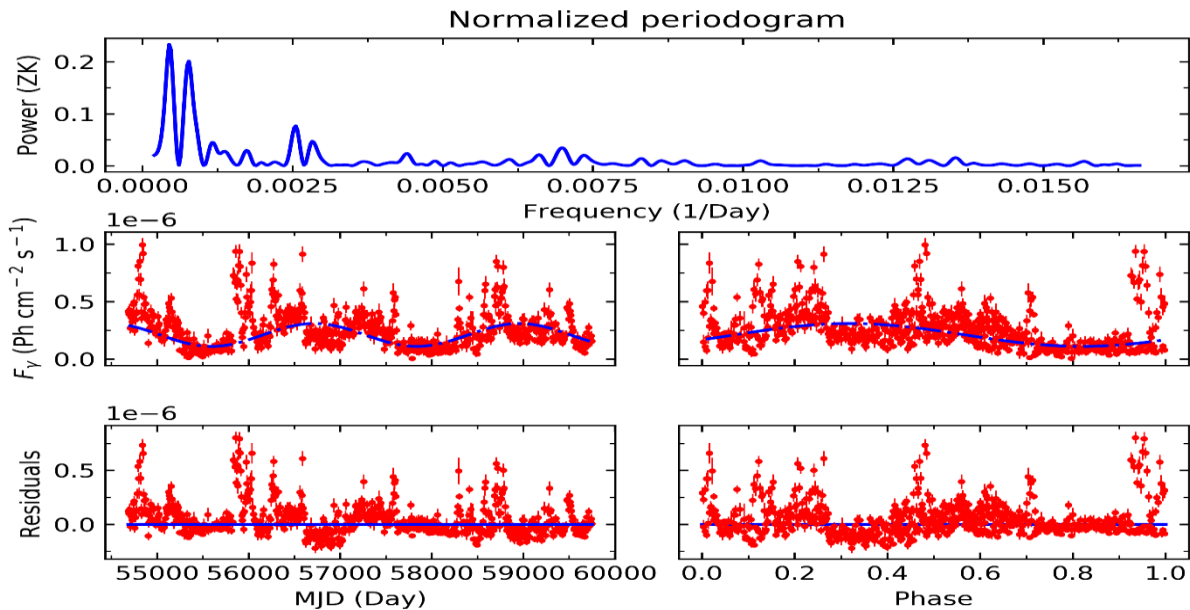 Normalized periodogram
Power (ZK)
0.2
0.1
0.0
0.0000 0.0025 0.0050 0.0075 0.0100 0.0125 0.0150
Frequency (1/Day)
1e−6
F_γ (Ph cm⁻² s⁻¹)
1.0
0.5
0.0
1e−6
Residuals
0.5
0.0
55000 56000 57000 58000 59000 60000
MJD (Day)
0.0 0.2 0.4 0.6 0.8 1.0
Phase